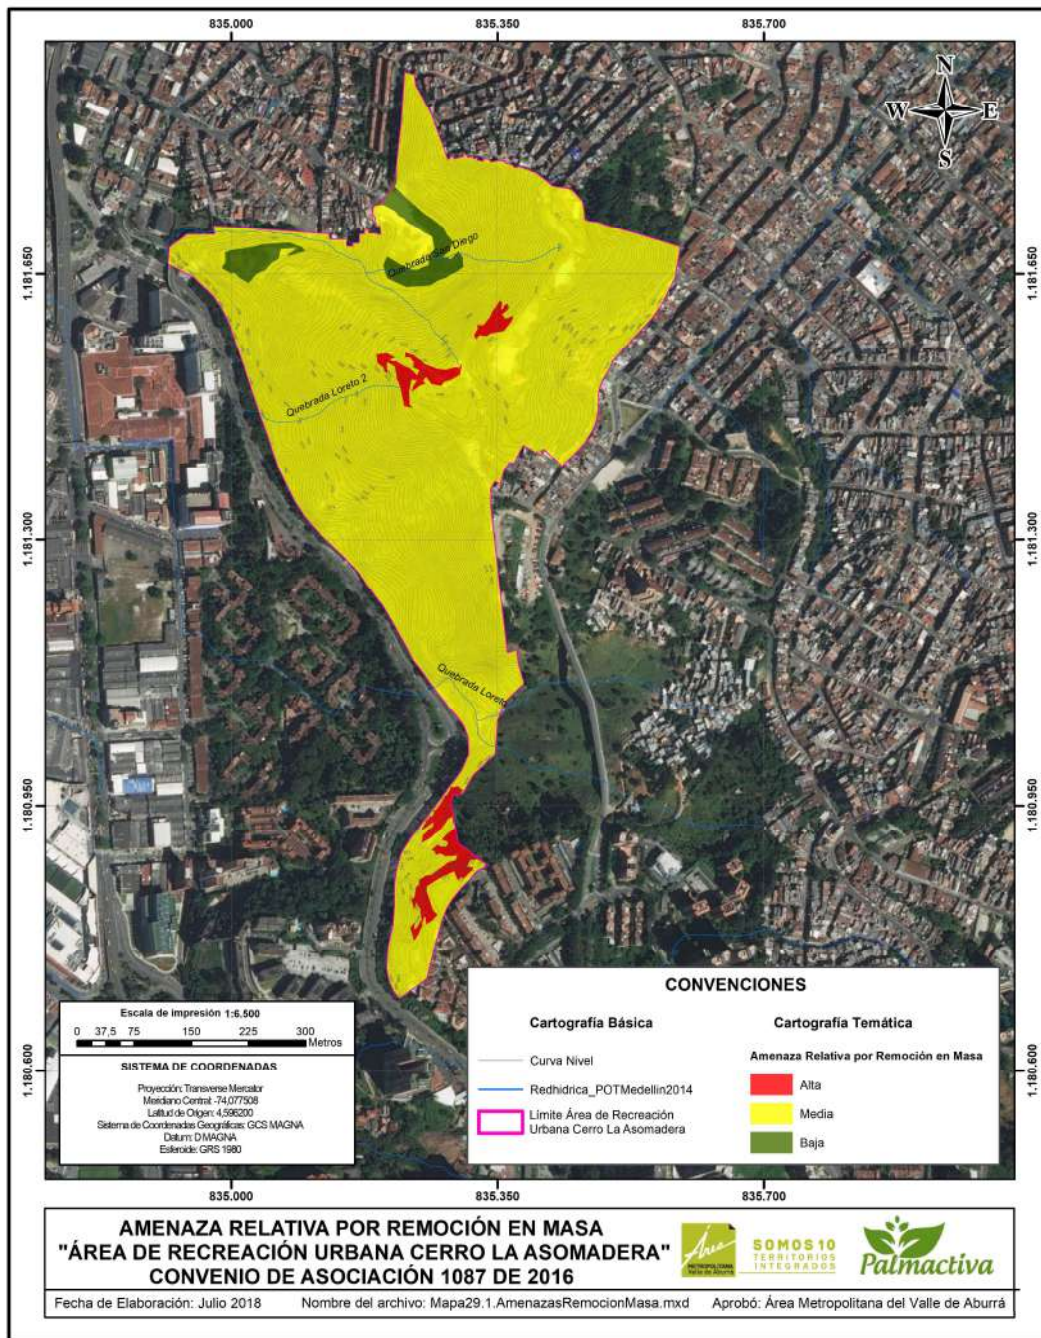 835.000 835.350 835.700
N
W E
S
1.181.650 1.181.650
Quebrada San Diego
Quebrada Loreto 2
1.181.300 1.181.300
Quebrada Loreto
1.180.950 1.180.950
1.180.600 1.180.600
Escala de impresión 1:6.500
0 37,5 75 150 225 300
Metros
SISTEMA DE COORDENADAS
Proyección: Transverse Mercator
Meridiano Central: -74,077508
Latitud de Origen: 4,596200
Sistema de Coordenadas Geográficas: GCS MAGNA
Datum: D MAGNA
Esferoide: GRS 1980
CONVENCIONES
Cartografía Básica
Curva Nivel
Redhidrica_POTMedellin2014
Límite Área de Recreación
Urbana Cerro La Asomadera
Cartografía Temática
Amenaza Relativa por Remoción en Masa
Alta
Media
Baja
835.000 835.350 835.700
AMENAZA RELATIVA POR REMOCIÓN EN MASA
"ÁREA DE RECREACIÓN URBANA CERRO LA ASOMADERA"
CONVENIO DE ASOCIACIÓN 1087 DE 2016
Área
METROPOLITANA
Valle de Aburrá
SOMOS 10
TERRITORIOS
INTEGRADOS
Palmactiva
Fecha de Elaboración: Julio 2018 Nombre del archivo: Mapa29.1.AmenazasRemocionMasa.mxd Aprobó: Área Metropolitana del Valle de Aburrá